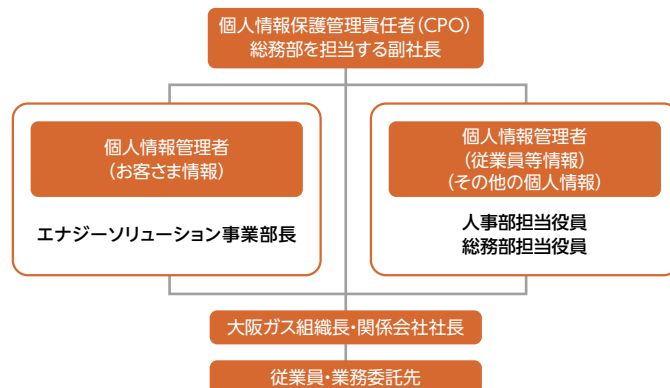 個人情報保護管理責任者（CPO）
総務部を担当する副社長
個人情報管理者
（お客さま情報）
エナジーソリューション事業部長
個人情報管理者
（従業員等情報）
（その他の個人情報）
人事部担当役員
総務部担当役員
大阪ガス組織長・関係会社社長
従業員・業務委託先